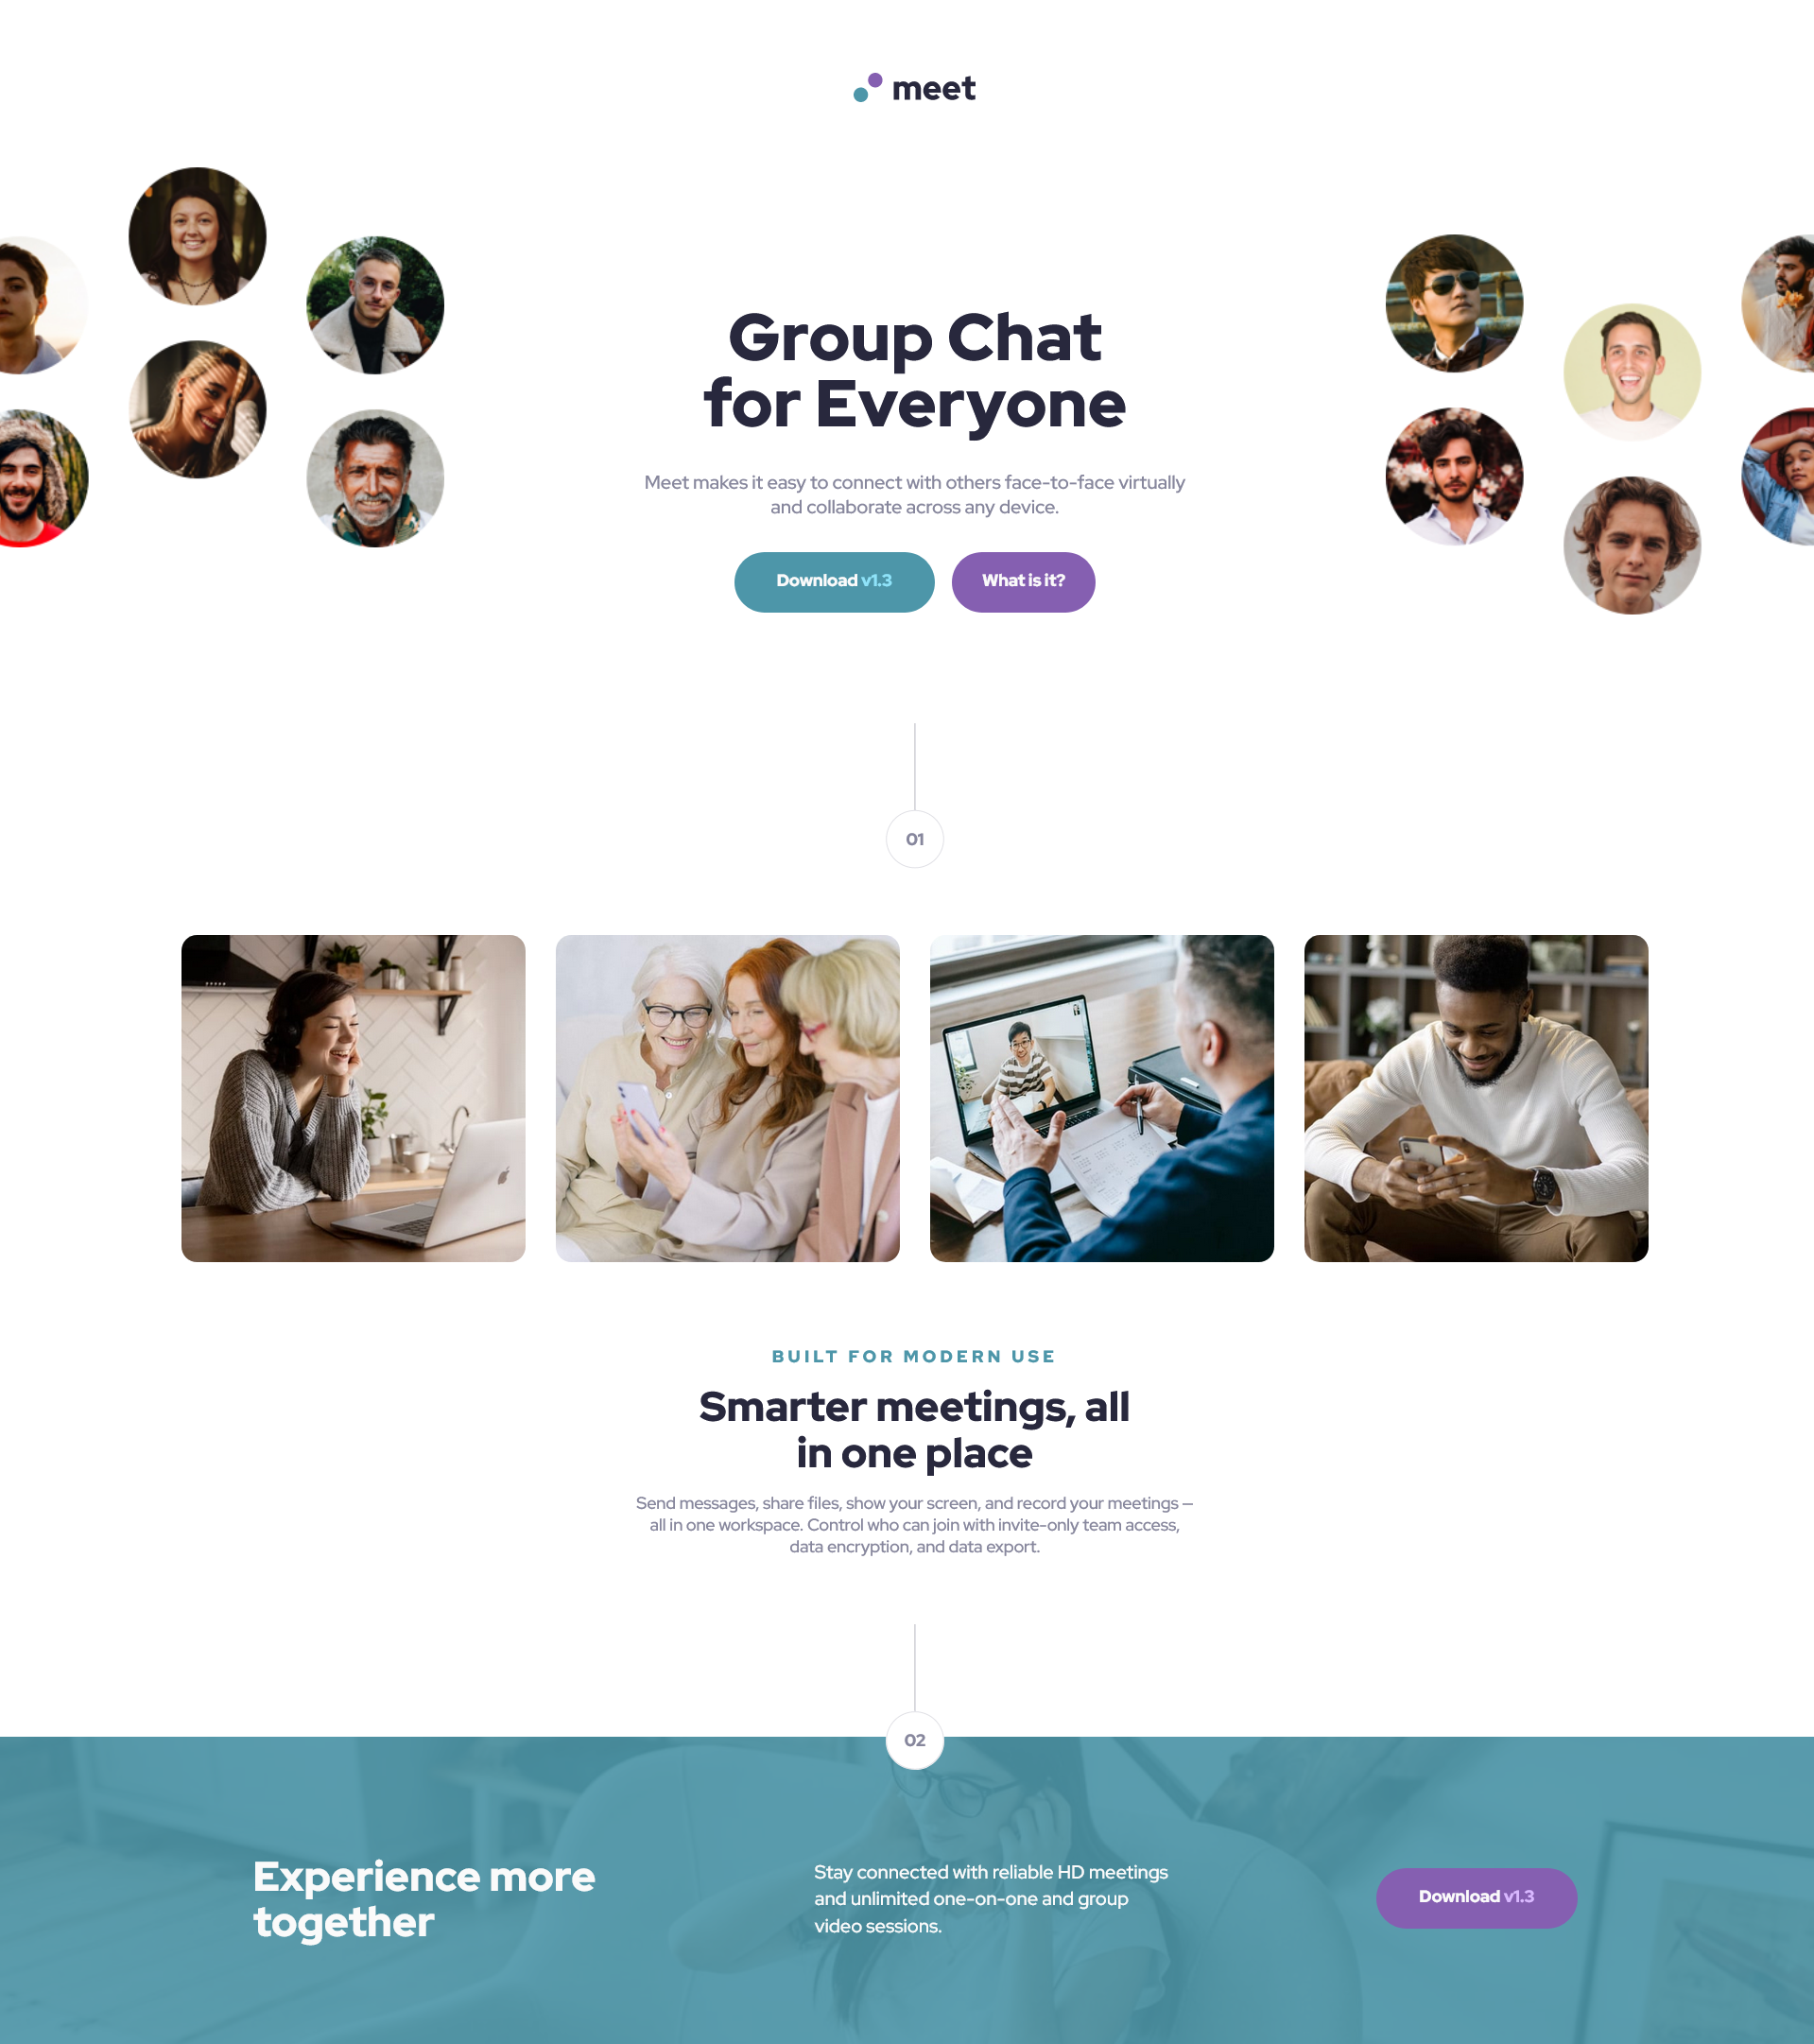 meet
Group Chat
for Everyone
Meet makes it easy to connect with others face-to-face virtually
and collaborate across any device.
Download v1.3
What is it?
01
BUILT FOR MODERN USE
Smarter meetings, all
in one place
Send messages, share files, show your screen, and record your meetings —
all in one workspace. Control who can join with invite-only team access,
data encryption, and data export.
02
Experience more
together
Stay connected with reliable HD meetings
and unlimited one-on-one and group
video sessions.
Download v1.3